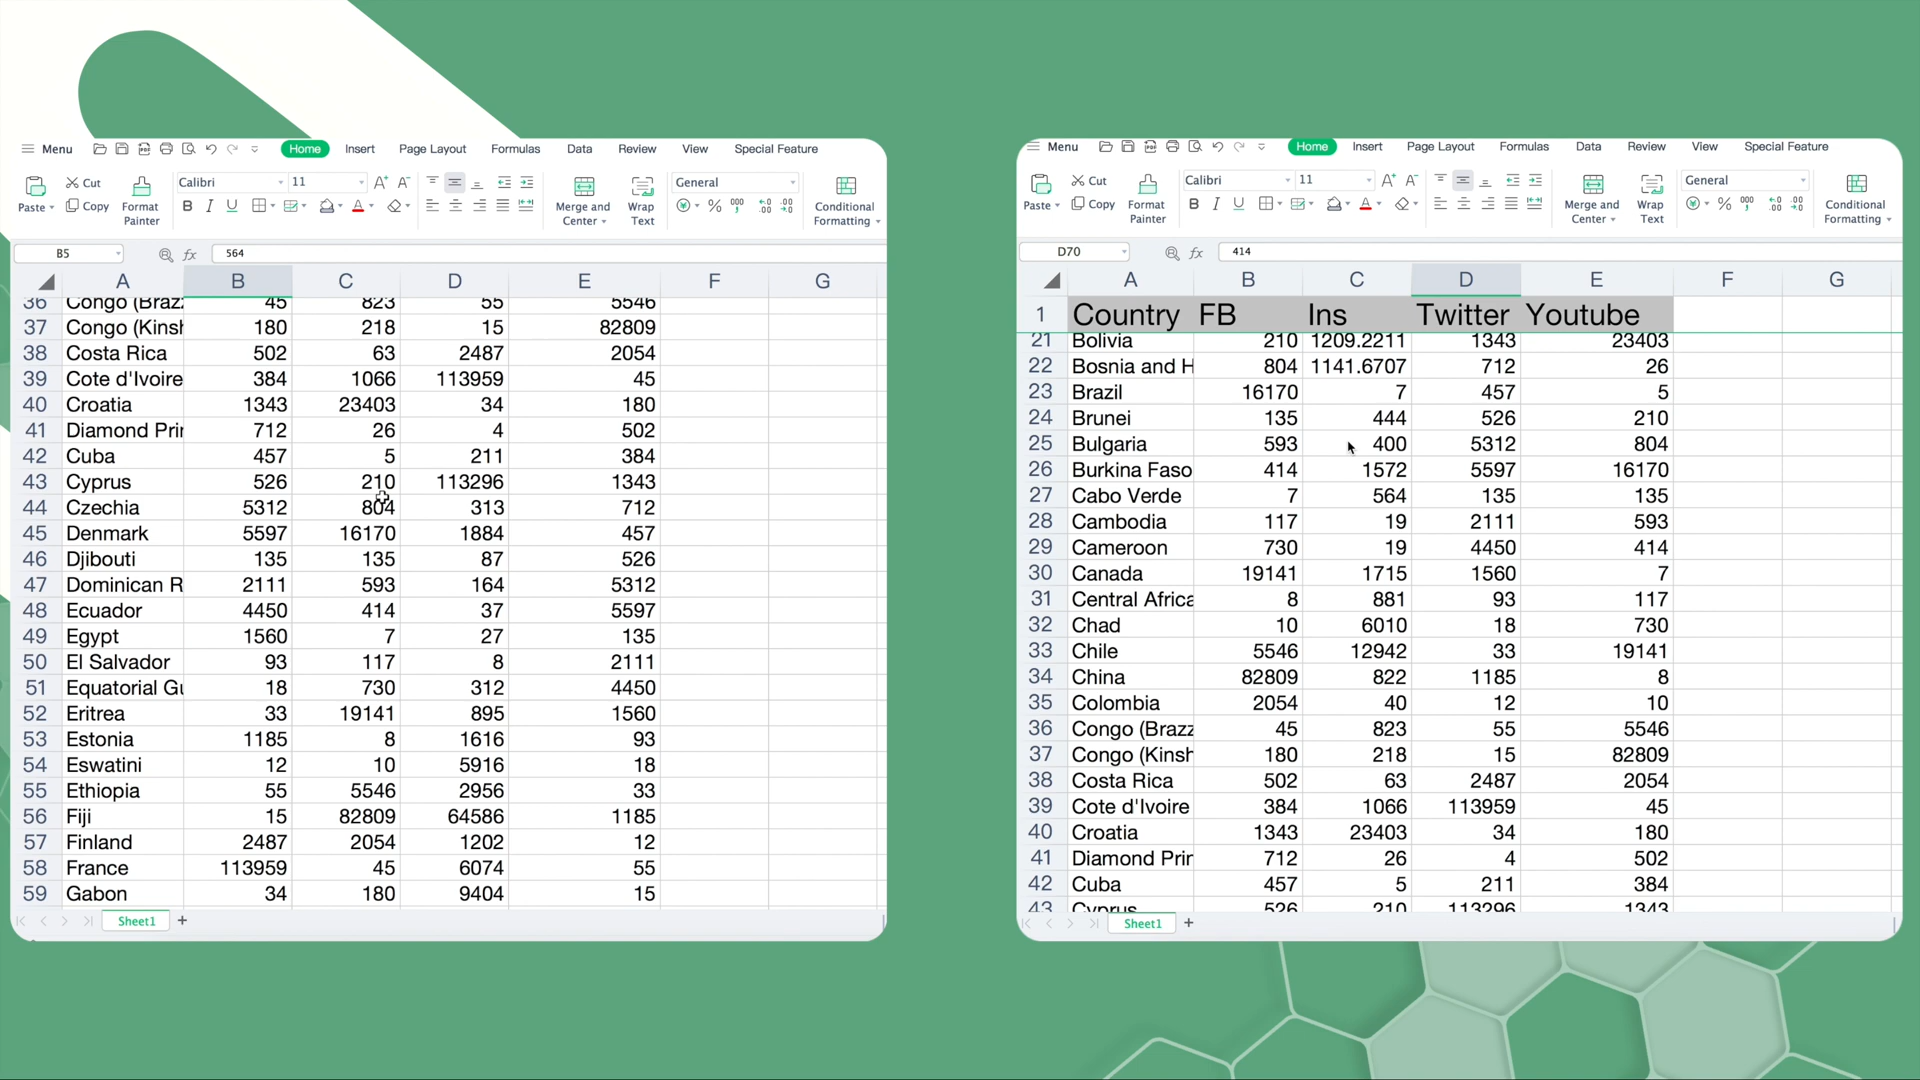 Menu Home Insert Page Layout Formulas Data Review View Special Feature
Paste Cut Copy Format Painter Calibri 11 A+ A- B I U Merge and Center Wrap Text General % Conditional Formatting
B5 fx 564
A B C D E F G
36 Congo (Brazz 45 823 55 5546
37 Congo (Kinsh 180 218 15 82809
38 Costa Rica 502 63 2487 2054
39 Cote d'Ivoire 384 1066 113959 45
40 Croatia 1343 23403 34 180
41 Diamond Prin 712 26 4 502
42 Cuba 457 5 211 384
43 Cyprus 526 210 113296 1343
44 Czechia 5312 804 313 712
45 Denmark 5597 16170 1884 457
46 Djibouti 135 135 87 526
47 Dominican R 2111 593 164 5312
48 Ecuador 4450 414 37 5597
49 Egypt 1560 7 27 135
50 El Salvador 93 117 8 2111
51 Equatorial Gu 18 730 312 4450
52 Eritrea 33 19141 895 1560
53 Estonia 1185 8 1616 93
54 Eswatini 12 10 5916 18
55 Ethiopia 55 5546 2956 33
56 Fiji 15 82809 64586 1185
57 Finland 2487 2054 1202 12
58 France 113959 45 6074 55
59 Gabon 34 180 9404 15
Sheet1 +
Menu Home Insert Page Layout Formulas Data Review View Special Feature
Paste Cut Copy Format Painter Calibri 11 A+ A- B I U Merge and Center Wrap Text General % Conditional Formatting
D70 fx 414
A B C D E F G
1 Country FB Ins Twitter Youtube
21 Bolivia 210 1209.2211 1343 23403
22 Bosnia and H 804 1141.6707 712 26
23 Brazil 16170 7 457 5
24 Brunei 135 444 526 210
25 Bulgaria 593 400 5312 804
26 Burkina Faso 414 1572 5597 16170
27 Cabo Verde 7 564 135 135
28 Cambodia 117 19 2111 593
29 Cameroon 730 19 4450 414
30 Canada 19141 1715 1560 7
31 Central Africa 8 881 93 117
32 Chad 10 6010 18 730
33 Chile 5546 12942 33 19141
34 China 82809 822 1185 8
35 Colombia 2054 40 12 10
36 Congo (Brazz 45 823 55 5546
37 Congo (Kinsh 180 218 15 82809
38 Costa Rica 502 63 2487 2054
39 Cote d'Ivoire 384 1066 113959 45
40 Croatia 1343 23403 34 180
41 Diamond Prin 712 26 4 502
42 Cuba 457 5 211 384
43 Cyprus 526 210 113296 1343
Sheet1 +